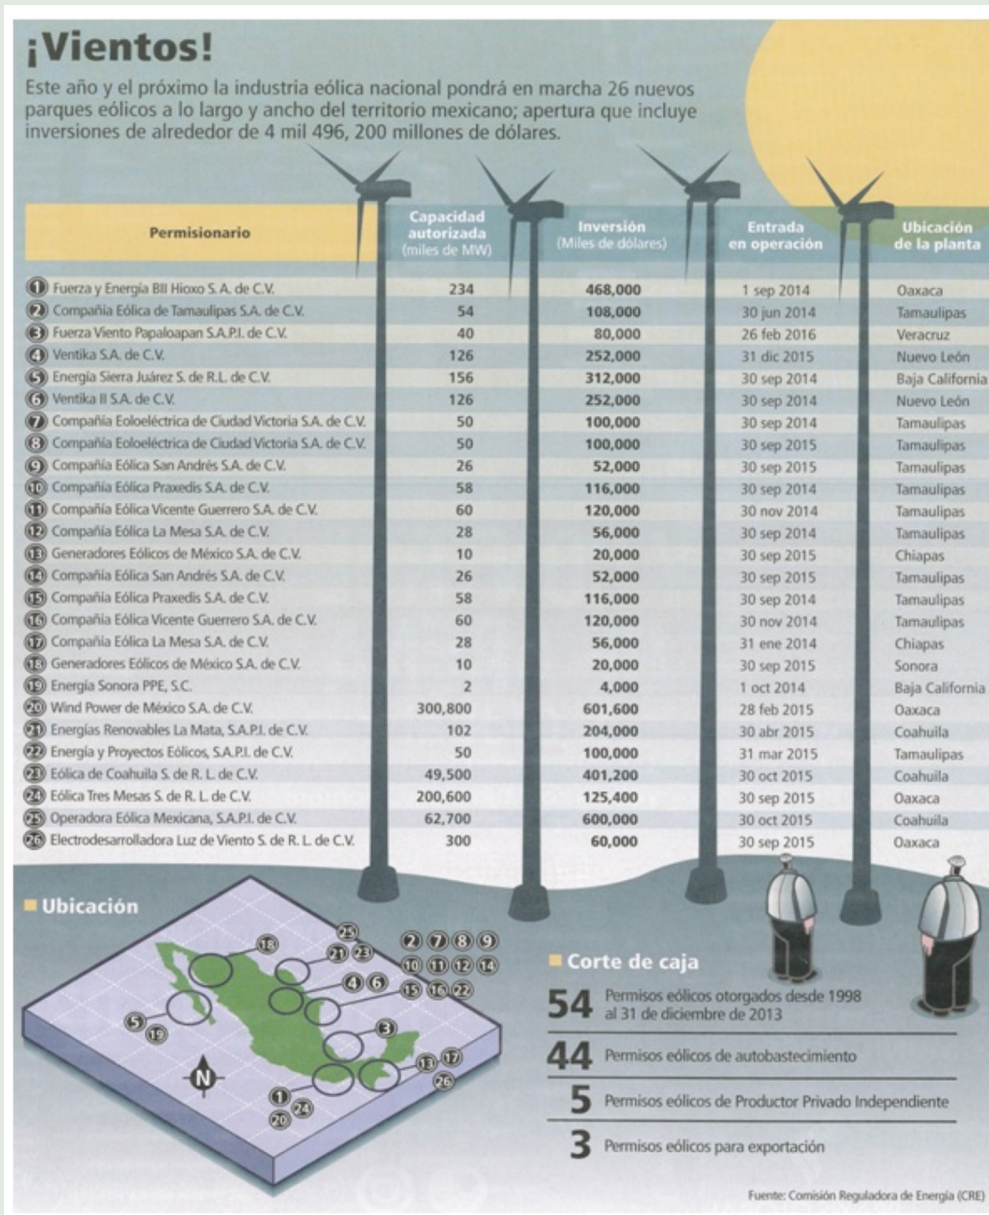 ¡Vientos!
Este año y el próximo la industria eólica nacional pondrá en marcha 26 nuevos
parques eólicos a lo largo y ancho del territorio mexicano; apertura que incluye
inversiones de alrededor de 4 mil 496, 200 millones de dólares.
Permisionario Capacidad autorizada (miles de MW) Inversión (Miles de dólares) Entrada en operación Ubicación de la planta
1 Fuerza y Energía BII Hioxo S. A. de C.V. 234 468,000 1 sep 2014 Oaxaca
2 Compañía Eólica de Tamaulipas S.A. de C.V. 54 108,000 30 jun 2014 Tamaulipas
3 Fuerza Viento Papaloapan S.A.P.I. de C.V. 40 80,000 26 feb 2016 Veracruz
4 Ventika S.A. de C.V. 126 252,000 31 dic 2015 Nuevo León
5 Energía Sierra Juárez S. de R.L. de C.V. 156 312,000 30 sep 2014 Baja California
6 Ventika II S.A. de C.V. 126 252,000 30 sep 2014 Nuevo León
7 Compañía Eoloeléctrica de Ciudad Victoria S.A. de C.V. 50 100,000 30 sep 2014 Tamaulipas
8 Compañía Eoloeléctrica de Ciudad Victoria S.A. de C.V. 50 100,000 30 sep 2015 Tamaulipas
9 Compañía Eólica San Andrés S.A. de C.V. 26 52,000 30 sep 2015 Tamaulipas
10 Compañía Eólica Praxedis S.A. de C.V. 58 116,000 30 sep 2014 Tamaulipas
11 Compañía Eólica Vicente Guerrero S.A. de C.V. 60 120,000 30 nov 2014 Tamaulipas
12 Compañía Eólica La Mesa S.A. de C.V. 28 56,000 30 sep 2014 Tamaulipas
13 Generadores Eólicos de México S.A. de C.V. 10 20,000 30 sep 2015 Chiapas
14 Compañía Eólica San Andrés S.A. de C.V. 26 52,000 30 sep 2015 Tamaulipas
15 Compañía Eólica Praxedis S.A. de C.V. 58 116,000 30 sep 2014 Tamaulipas
16 Compañía Eólica Vicente Guerrero S.A. de C.V. 60 120,000 30 nov 2014 Tamaulipas
17 Compañía Eólica La Mesa S.A. de C.V. 28 56,000 31 ene 2014 Chiapas
18 Generadores Eólicos de México S.A. de C.V. 10 20,000 30 sep 2015 Sonora
19 Energía Sonora PPE, S.C. 2 4,000 1 oct 2014 Baja California
20 Wind Power de México S.A. de C.V. 300,800 601,600 28 feb 2015 Oaxaca
21 Energías Renovables La Mata, S.A.P.I. de C.V. 102 204,000 30 abr 2015 Coahuila
22 Energía y Proyectos Eólicos, S.A.P.I. de C.V. 50 100,000 31 mar 2015 Tamaulipas
23 Eólica de Coahuila S. de R. L. de C.V. 49,500 401,200 30 oct 2015 Coahuila
24 Eólica Tres Mesas S. de R. L. de C.V. 200,600 125,400 30 sep 2015 Oaxaca
25 Operadora Eólica Mexicana, S.A.P.I. de C.V. 62,700 600,000 30 oct 2015 Coahuila
26 Electrodesarrolladora Luz de Viento S. de R. L. de C.V. 300 60,000 30 sep 2015 Oaxaca
Ubicación
18 25 2 7 8 9
21 23 10 11 12 14
4 6 15 16 22
5 19 3
N 13 17
26
1 24
20
Corte de caja
54 Permisos eólicos otorgados desde 1998
al 31 de diciembre de 2013
44 Permisos eólicos de autobastecimiento
5 Permisos eólicos de Productor Privado Independiente
3 Permisos eólicos para exportación
Fuente: Comisión Reguladora de Energía (CRE)